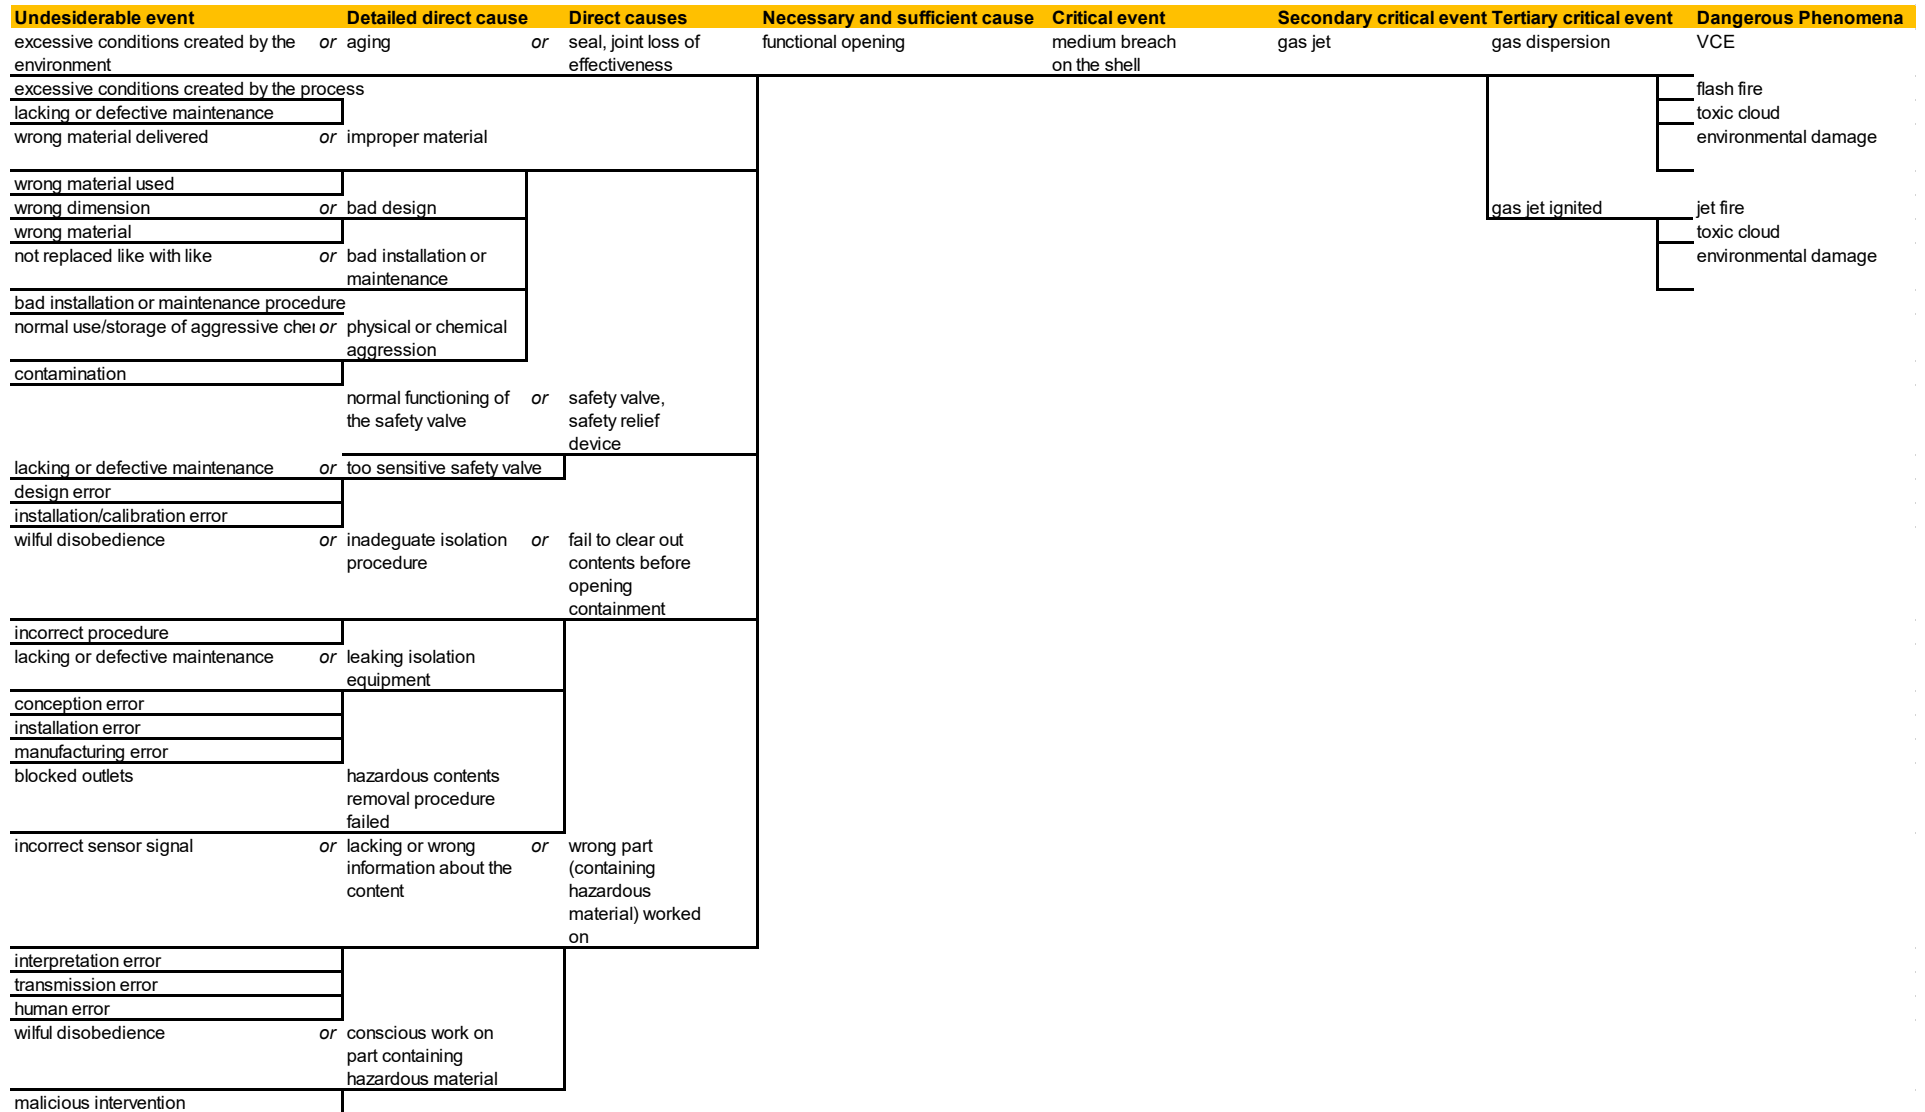 Undesirable event Detailed direct cause Direct causes Necessary and sufficient cause Critical event Secondary critical event Tertiary critical event Dangerous Phenomena
excessive conditions created by the or aging or seal, joint loss of functional opening medium breach gas jet gas dispersion VCE
environment effectiveness on the shell
excessive conditions created by the process flash fire
lacking or defective maintenance toxic cloud
wrong material delivered or improper material environmental damage
wrong material used
wrong dimension or bad design gas jet ignited jet fire
wrong material toxic cloud
not replaced like with like or bad installation or environmental damage
maintenance
bad installation or maintenance procedure
normal use/storage of aggressive che or physical or chemical
aggression
contamination
normal functioning of or safety valve,
the safety valve safety relief
device
lacking or defective maintenance or too sensitive safety valve
design error
installation/calibration error
wilful disobedience or inadeguate isolation or fail to clear out
procedure contents before
opening
containment
incorrect procedure
lacking or defective maintenance or leaking isolation
equipment
conception error
installation error
manufacturing error
blocked outlets hazardous contents
removal procedure
failed
incorrect sensor signal or lacking or wrong or wrong part
information about the (containing
content hazardous
material) worked
on
interpretation error
transmission error
human error
wilful disobedience or conscious work on
part containing
hazardous material
malicious intervention